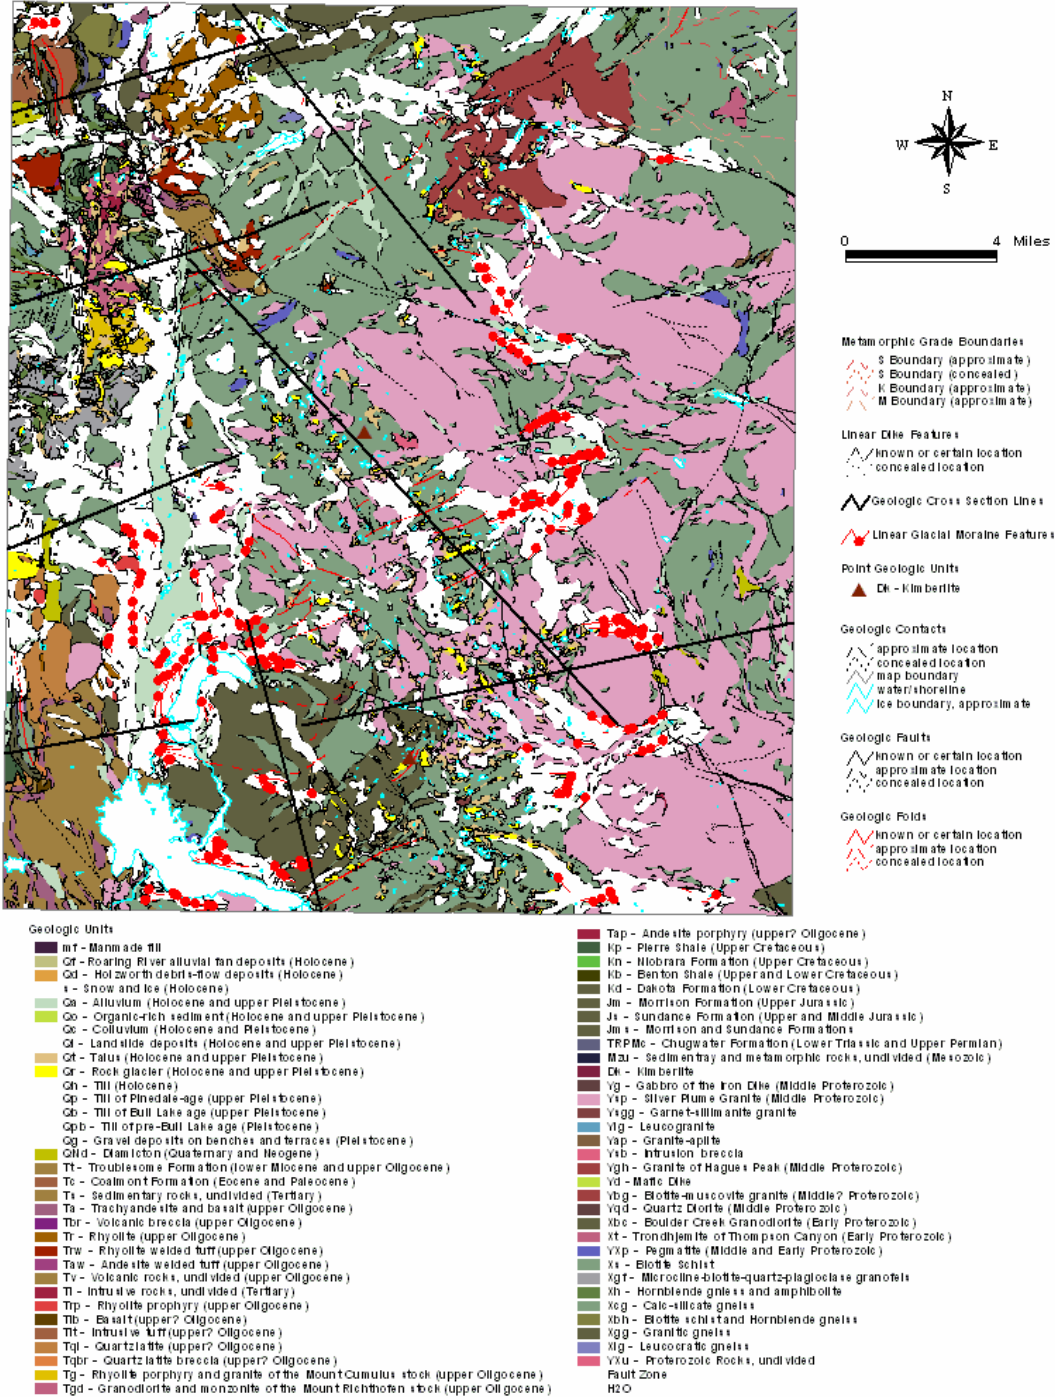 N
W E
S
0 4 Miles
Metamorphic Grade Boundaries
S Boundary (approximate)
S Boundary (concealed)
K Boundary (approximate)
M Boundary (approximate)
Linear Dike Features
known or certain location
concealed location
Geologic Cross Section Lines
Linear Glacial Moraine Features
Point Geologic Units
Dk - Kimberlite
Geologic Contacts
approximate location
concealed location
map boundary
water/shoreline
ice boundary, approximate
Geologic Faults
known or certain location
approximate location
concealed location
Geologic Folds
known or certain location
approximate location
concealed location
Geologic Units
mf - Manmade fill
Qf - Roaring River alluvial fan deposits (Holocene)
Qd - Holzworth debris-flow deposits (Holocene)
s - Snow and Ice (Holocene)
Qa - Alluvium (Holocene and upper Pleistocene)
Qo - Organic-rich sediment (Holocene and upper Pleistocene)
Qc - Colluvium (Holocene and Pleistocene)
Ql - Landslide deposits (Holocene and upper Pleistocene)
Qt - Talus (Holocene and upper Pleistocene)
Qr - Rock glacier (Holocene and upper Pleistocene)
Qh - Till (Holocene)
Qp - Till of Pinedale-age (upper Pleistocene)
Qb - Till of Bull Lake age (upper Pleistocene)
Qpb - Till of pre-Bull Lake age (Pleistocene)
Qg - Gravel deposits on benches and terraces (Pleistocene)
QNd - Diamicton (Quaternary and Neogene)
Tt - Troublesome Formation (lower Miocene and upper Oligocene)
Tc - Coalmont Formation (Eocene and Paleocene)
Ts - Sedimentary rocks, undivided (Tertiary)
Ta - Trachyandesite and basalt (upper Oligocene)
Tbr - Volcanic breccia (upper Oligocene)
Tr - Rhyolite (upper Oligocene)
Trw - Rhyolite welded tuff (upper Oligocene)
Taw - Andesite welded tuff (upper Oligocene)
Tv - Volcanic rocks, undivided (upper Oligocene)
Ti - Intrusive rocks, undivided (Tertiary)
Trp - Rhyolite prophyry (upper Oligocene)
Tib - Basalt (upper? Oligocene)
Tit - Intrusive tuff (upper? Oligocene)
Tql - Quartzlatite (upper? Oligocene)
Tqbr - Quartzlatite breccia (upper? Oligocene)
Tg - Rhyolite porphyry and granite of the Mount Cumulus stock (upper Oligocene)
Tgd - Granodiorite and monzonite of the Mount Richthofen stock (upper Oligocene)
Tap - Andesite porphyry (upper? Oligocene)
Kp - Pierre Shale (Upper Cretaceous)
Kn - Niobrara Formation (Upper Cretaceous)
Kb - Benton Shale (Upper and Lower Cretaceous)
Kd - Dakota Formation (Lower Cretaceous)
Jm - Morrison Formation (Upper Jurassic)
Js - Sundance Formation (Upper and Middle Jurassic)
Jms - Morrison and Sundance Formations
TRPMc - Chugwater Formation (Lower Triassic and Upper Permian)
Mzu - Sedimentray and metamorphic rocks, undivided (Mesozoic)
Dk - Kimberlite
Yg - Gabbro of the Iron Dike (Middle Proterozoic)
Ysp - Silver Plume Granite (Middle Proterozoic)
Ysgg - Garnet-sillimanite granite
Ylg - Leucogranite
Yap - Granite-aplite
Ysb - Intrusion breccia
Ygh - Granite of Hagues Peak (Middle Proterozoic)
Yd - Mafic Dike
Ybg - Biotite-muscovite granite (Middle? Proterozoic)
Yqd - Quartz Diorite (Middle Proterozoic)
Xbc - Boulder Creek Granodiorite (Early Proterozoic)
Xt - Trondhjemite of Thompson Canyon (Early Proterozoic)
YXp - Pegmatite (Middle and Early Proterozoic)
Xs - Biotite Schist
Xgf - Microcline-biotite-quartz-plagioclase granofels
Xh - Hornblende gniess and amphibolite
Xcg - Calc-silicate gneiss
Xbh - Biotite schist and Hornblende gneiss
Xgg - Granitic gneiss
Xlg - Leucocratic gneiss
YXu - Proterozoic Rocks, undivided
Fault Zone
H2O